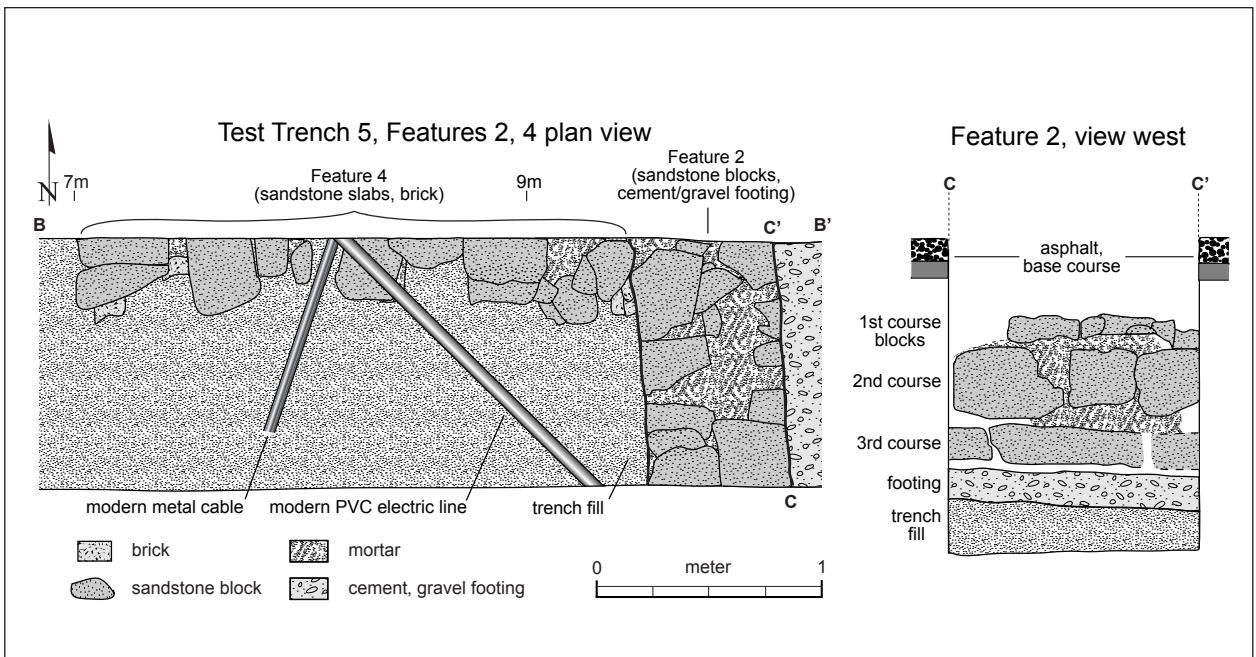 Test Trench 5, Features 2, 4 plan view
N
7m
Feature 4
(sandstone slabs, brick)
9m
Feature 2
(sandstone blocks,
cement/gravel footing)
B
C'
B'
modern metal cable
modern PVC electric line
trench fill
C
brick
mortar
sandstone block
cement, gravel footing
0
meter
1
Feature 2, view west
C
C'
asphalt,
base course
1st course
blocks
2nd course
3rd course
footing
trench
fill